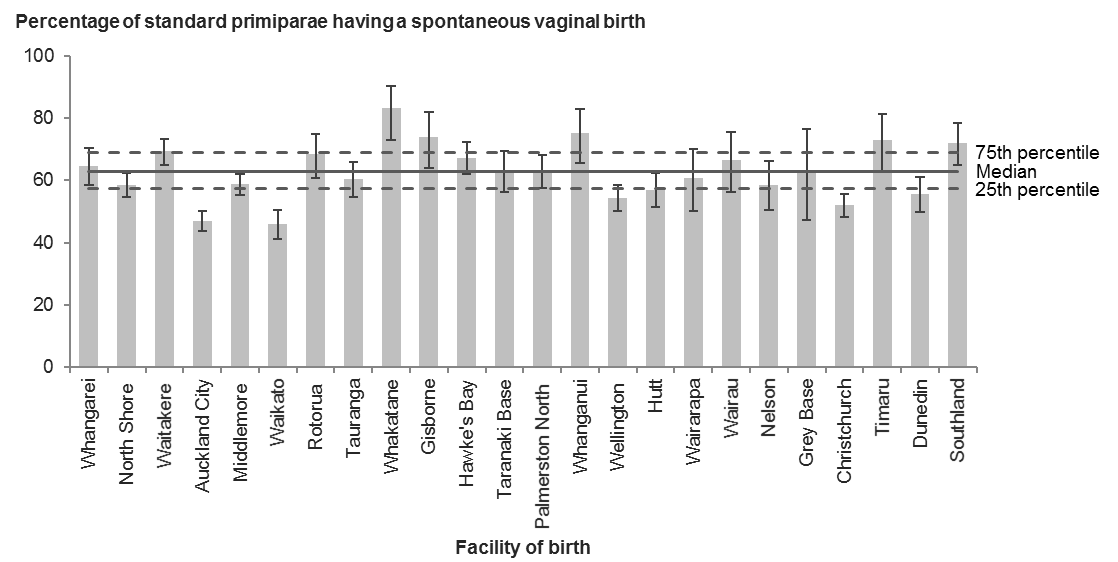 Percentage of standard primiparae having a spontaneous vaginal birth
100
80
60
40
20
0
75th percentile
Median
25th percentile
Whangarei
North Shore
Waitakere
Auckland City
Middlemore
Waikato
Rotorua
Tauranga
Whakatane
Gisborne
Hawke's Bay
Taranaki Base
Palmerston North
Whanganui
Wellington
Hutt
Wairarapa
Wairau
Nelson
Grey Base
Christchurch
Timaru
Dunedin
Southland
Facility of birth